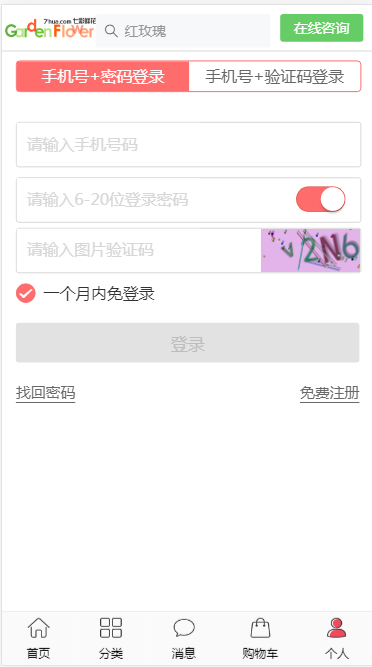 7hua.com 七彩鲜花
Garden Flower
红玫瑰
在线咨询
手机号+密码登录
手机号+验证码登录
请输入手机号码
请输入6-20位登录密码
请输入图片验证码
v2N6
一个月内免登录
登录
找回密码
免费注册
首页
分类
消息
购物车
个人